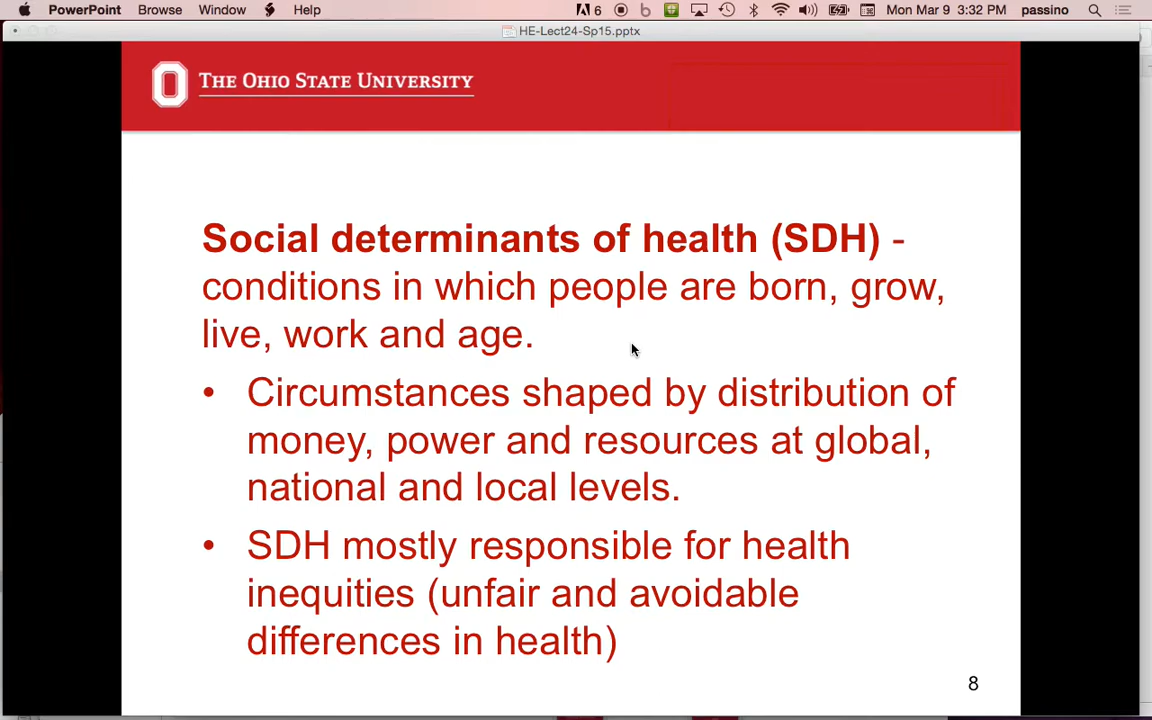 PowerPoint Browse Window Help 6 Mon Mar 9 3:32 PM passino
HE-Lect24-Sp15.pptx
THE OHIO STATE UNIVERSITY
Social determinants of health (SDH) -
conditions in which people are born, grow,
live, work and age.
• Circumstances shaped by distribution of
money, power and resources at global,
national and local levels.
• SDH mostly responsible for health
inequities (unfair and avoidable
differences in health)
8